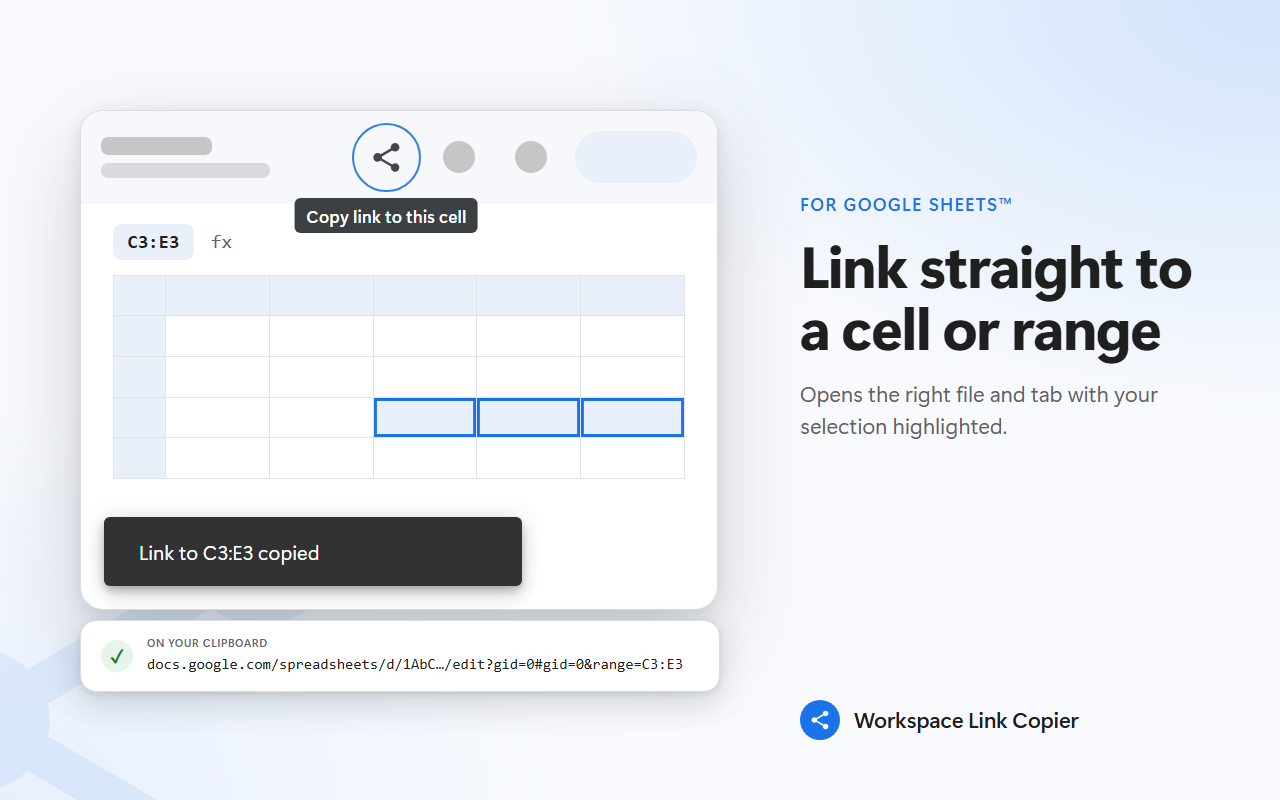 Copy link to this cell
C3:E3 fx
Link to C3:E3 copied
ON YOUR CLIPBOARD
docs.google.com/spreadsheets/d/1AbC…/edit?gid=0#gid=0&range=C3:E3
FOR GOOGLE SHEETS™
Link straight to
a cell or range
Opens the right file and tab with your
selection highlighted.
Workspace Link Copier